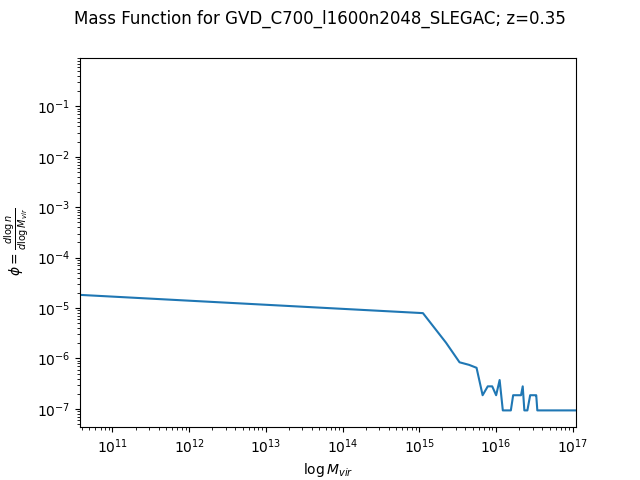 Mass Function for GVD_C700_l1600n2048_SLEGAC; z=0.35
10⁻¹
10⁻²
10⁻³
10⁻⁴
10⁻⁵
10⁻⁶
10⁻⁷
ϕ = d log n / d log M_vir
10¹¹ 10¹² 10¹³ 10¹⁴ 10¹⁵ 10¹⁶ 10¹⁷
log M_vir